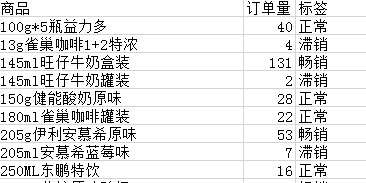 商品 订单量 标签
100g*5瓶益力多 40 正常
13g雀巢咖啡1+2特浓 4 滞销
145ml旺仔牛奶盒装 131 畅销
145ml旺仔牛奶罐装 2 滞销
150g健能酸奶原味 28 正常
180ml雀巢咖啡罐装 22 正常
205g伊利安慕希原味 53 畅销
205ml安慕希蓝莓味 7 滞销
250ML东鹏特饮 16 正常